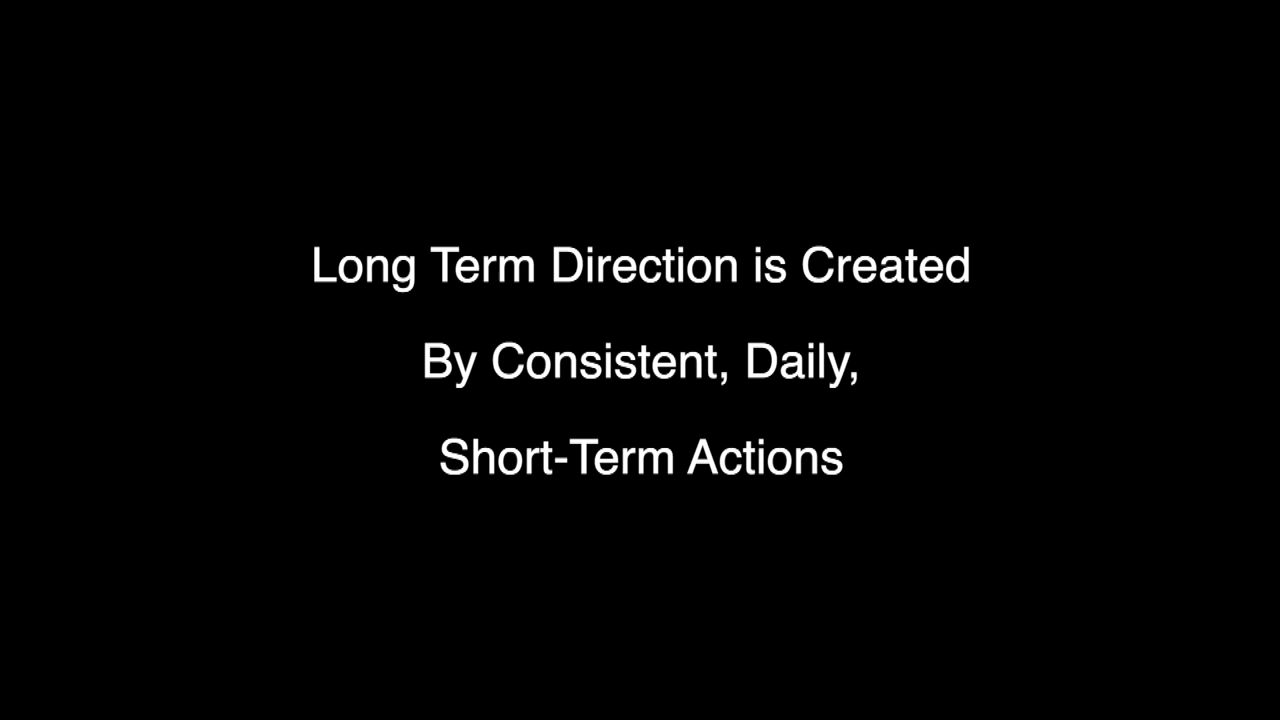 Long Term Direction is Created
By Consistent, Daily,
Short-Term Actions